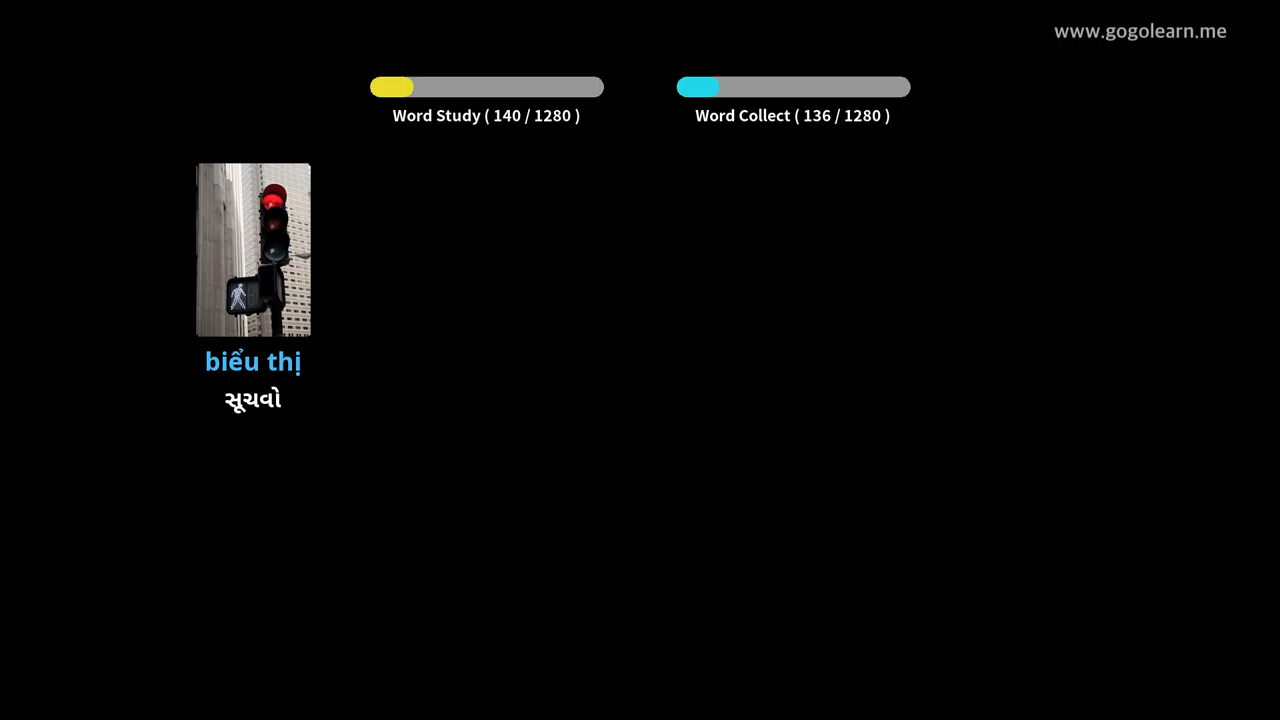 www.gogolearn.me
Word Study ( 140 / 1280 )
Word Collect ( 136 / 1280 )
biểu thị
સૂચવો